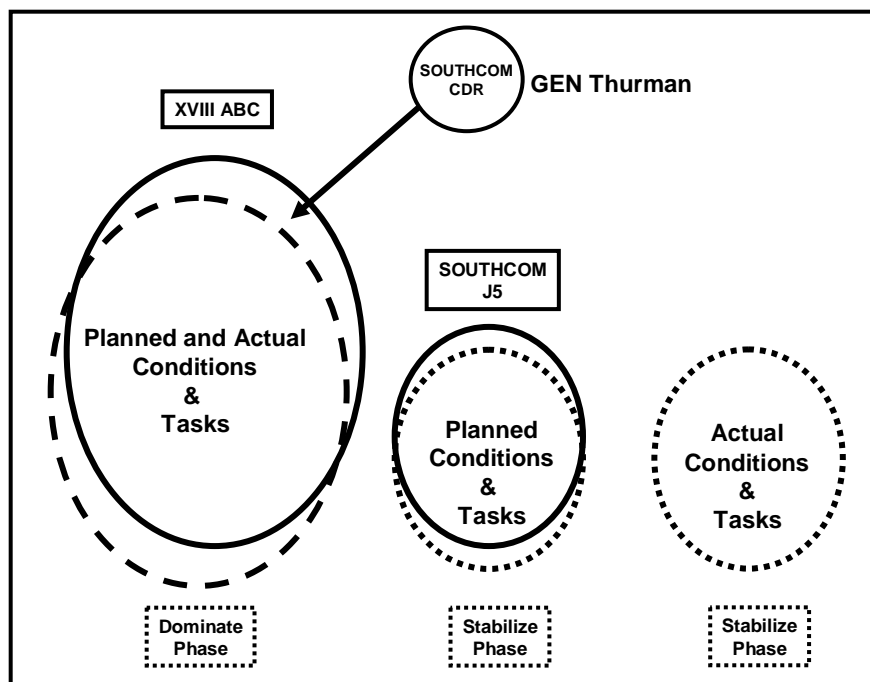 SOUTHCOM
CDR
GEN Thurman
XVIII ABC
SOUTHCOM
J5
Planned and Actual
Conditions
&
Tasks
Planned
Conditions
&
Tasks
Actual
Conditions
&
Tasks
Dominate
Phase
Stabilize
Phase
Stabilize
Phase